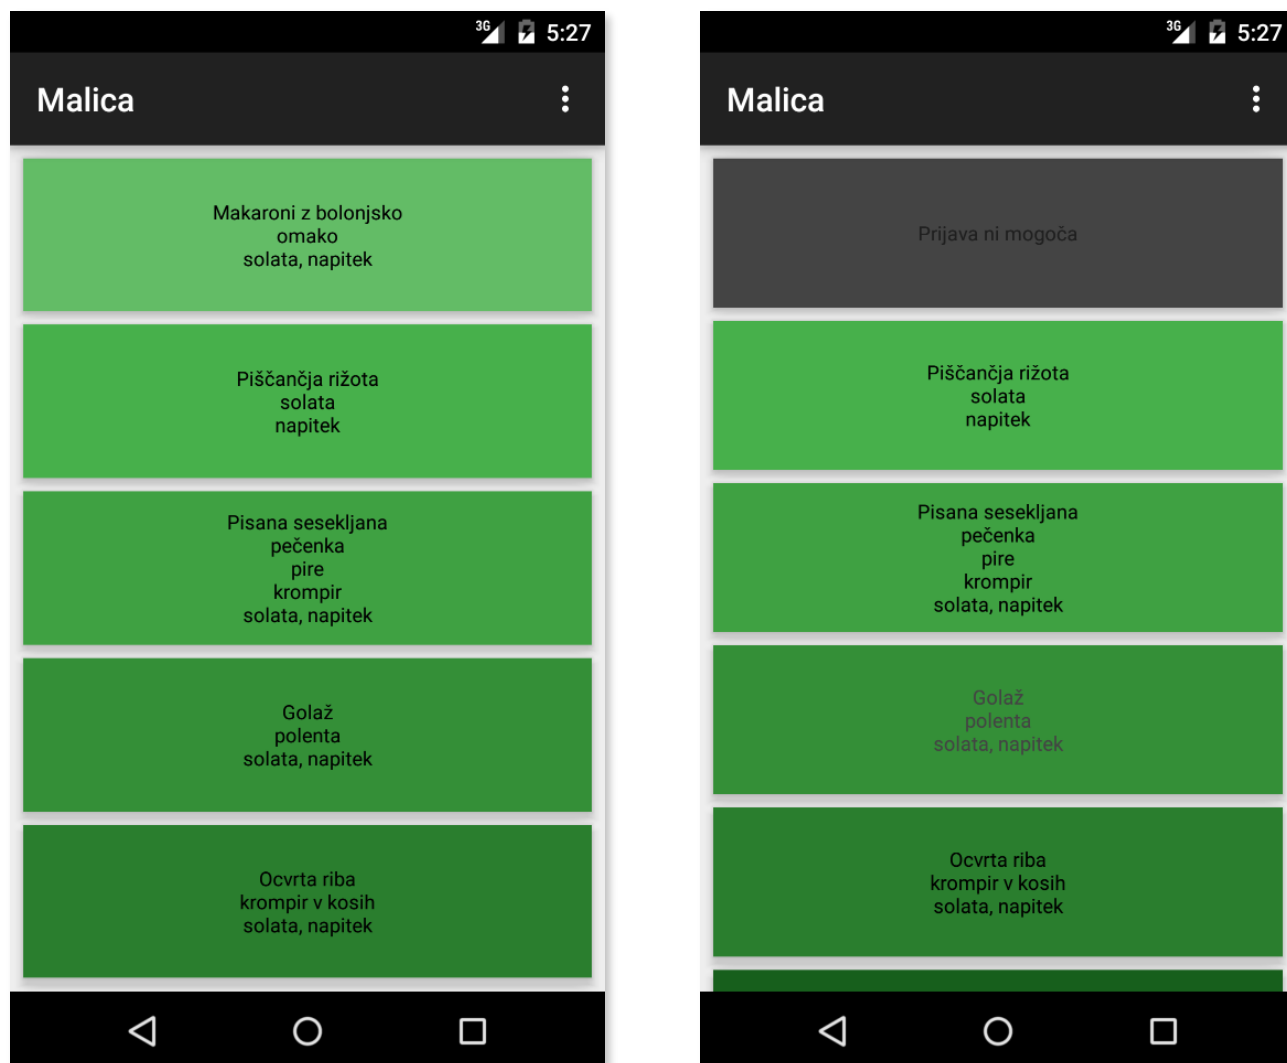 3G 5:27
Malica
Makaroni z bolonjsko
omako
solata, napitek
Piščančja rižota
solata
napitek
Pisana sesekljana
pečenka
pire
krompir
solata, napitek
Golaž
polenta
solata, napitek
Ocvrta riba
krompir v kosih
solata, napitek
3G 5:27
Malica
Prijava ni mogoča
Piščančja rižota
solata
napitek
Pisana sesekljana
pečenka
pire
krompir
solata, napitek
Golaž
polenta
solata, napitek
Ocvrta riba
krompir v kosih
solata, napitek